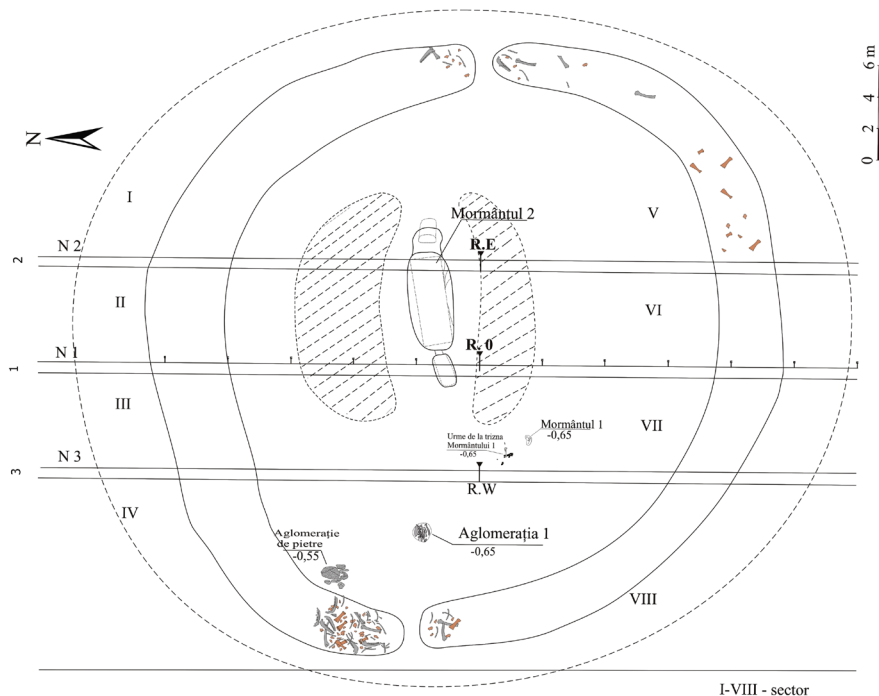 6 m
4
2
0
N
I
V
Mormântul 2
N 2
R.E
2
II
VI
N 1
R. 0
1
III
VII
Mormântul 1
-0,65
Urme de la trizna
Mormântului 1
-0,65
N 3
3
R.W
IV
Aglomerație
de pietre
-0,55
Aglomerația 1
-0,65
VIII
I-VIII - sector